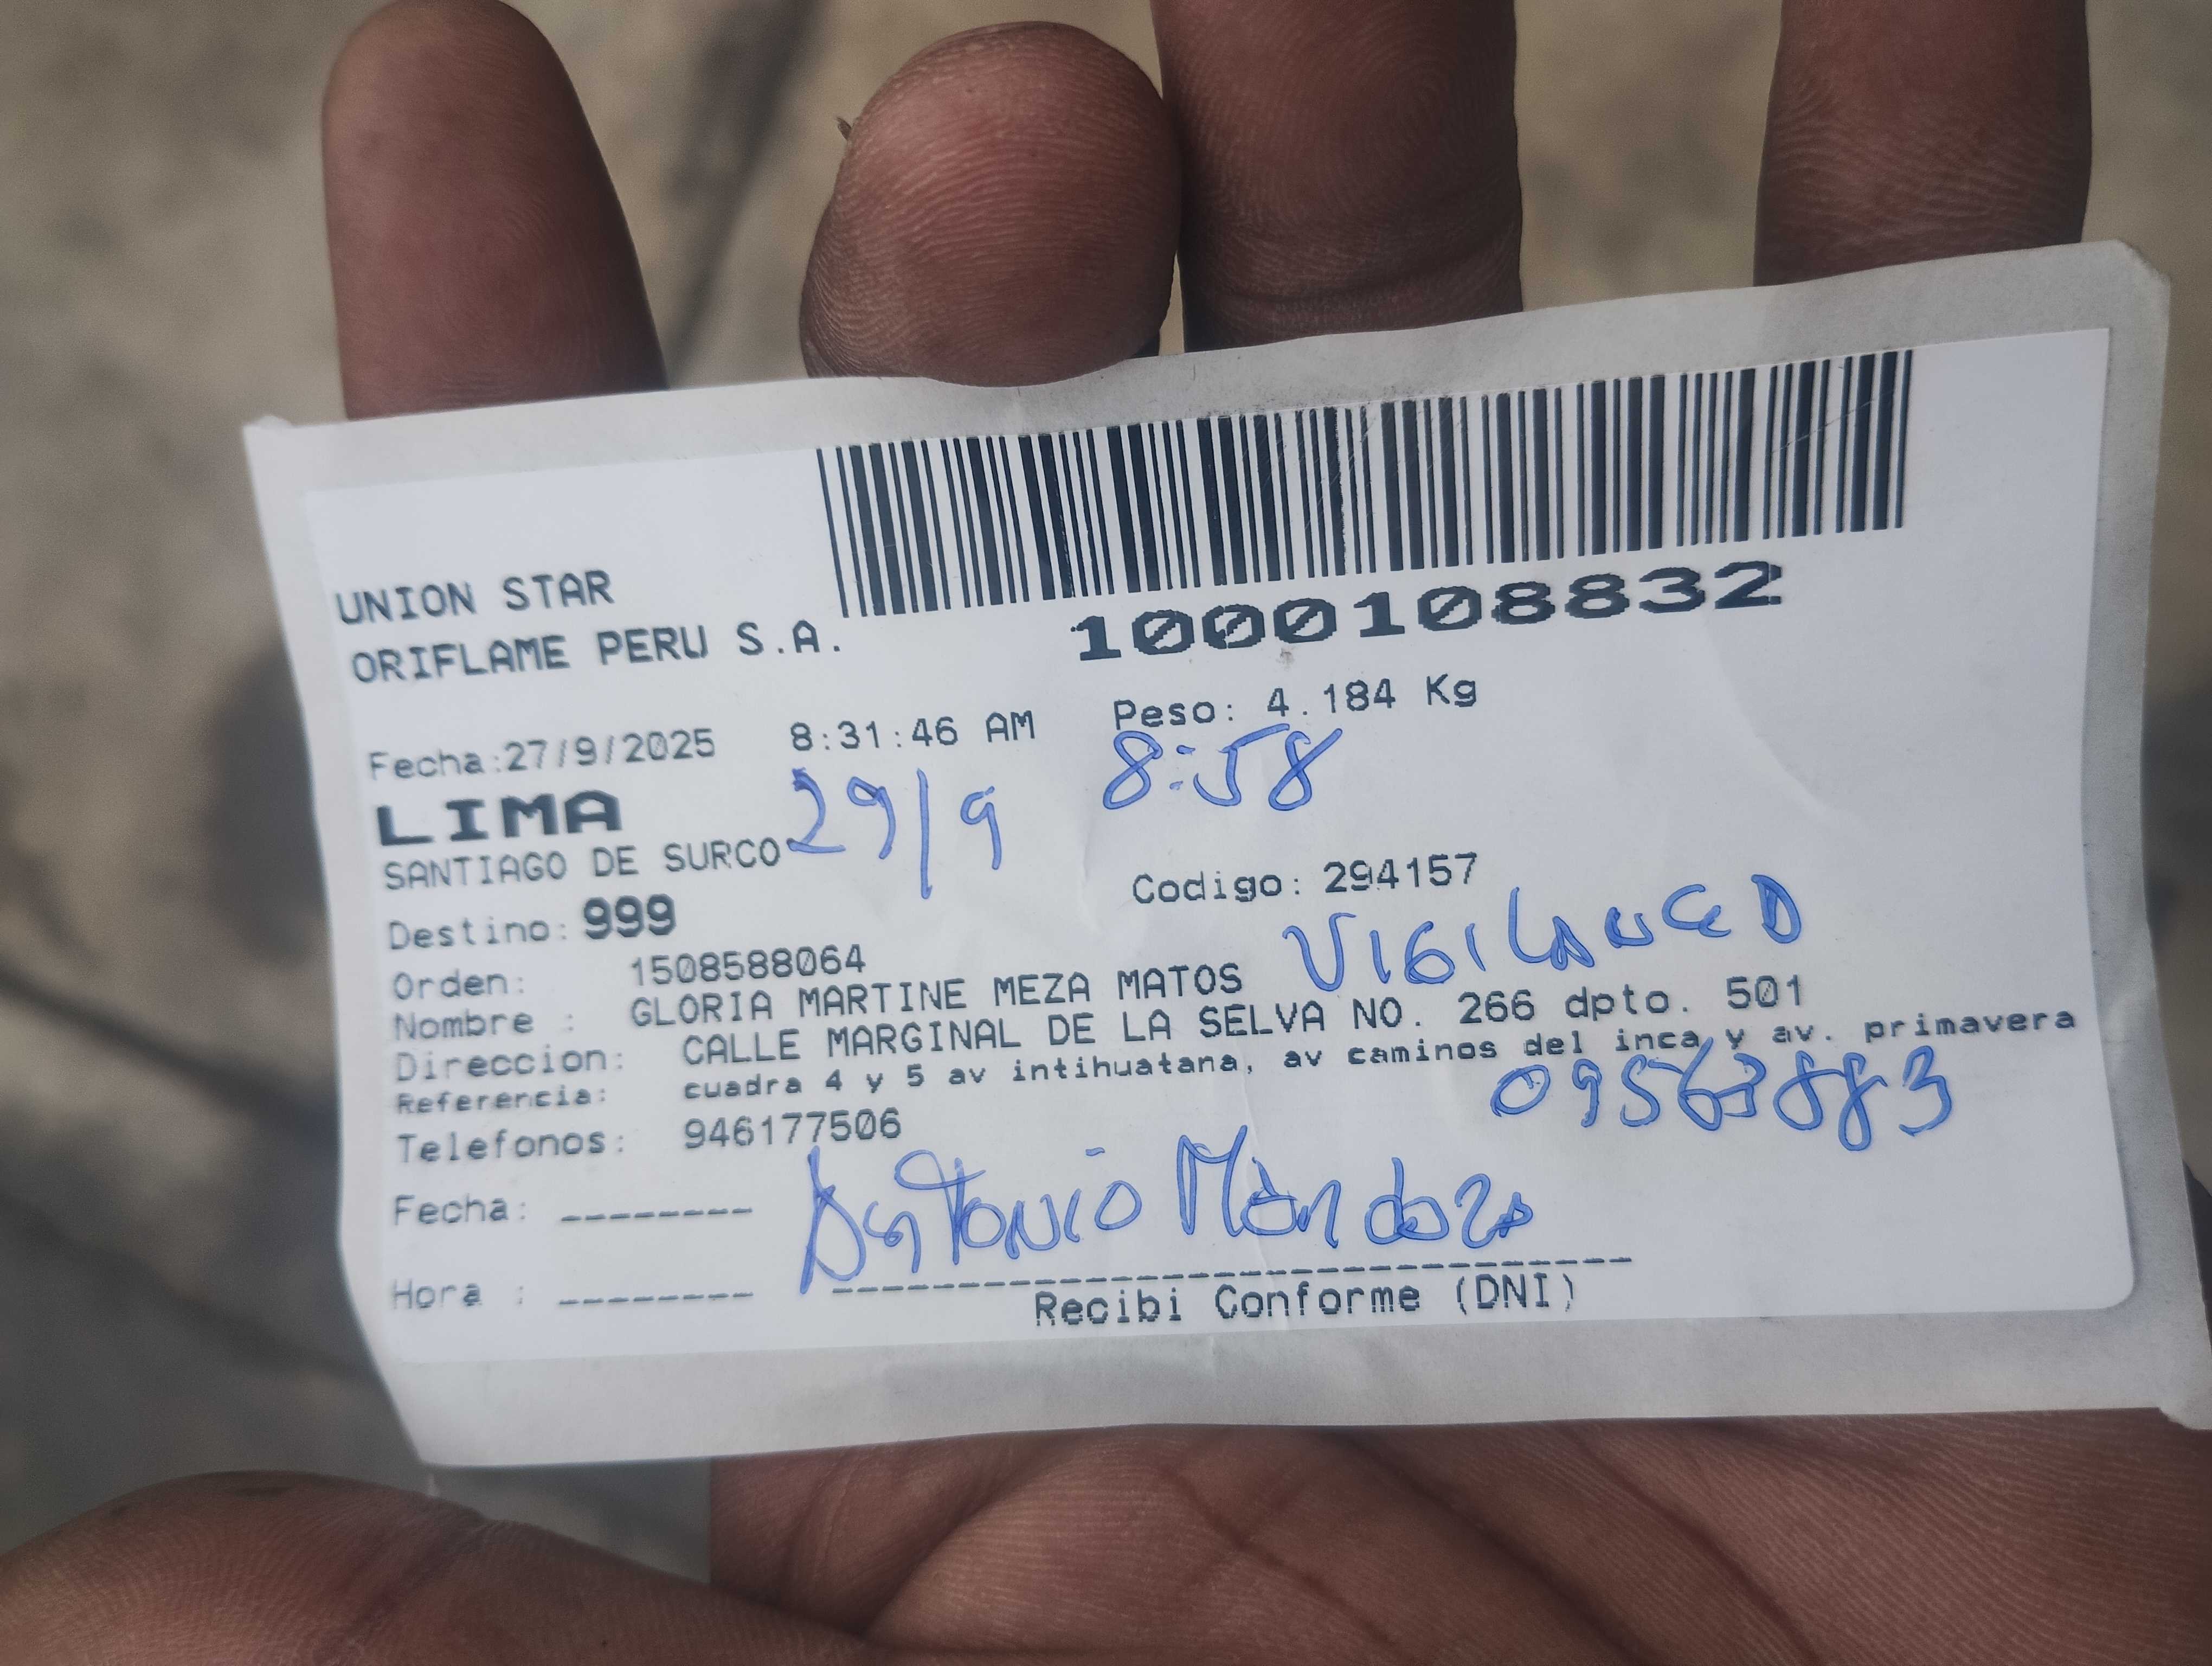 UNION STAR
ORIFLAME PERU S.A.
1000108832
Fecha:27/9/2025 8:31:46 AM Peso: 4.184 Kg
LIMA 29/9 8:58
SANTIAGO DE SURCO
Codigo: 294157
Destino: 999
Orden: 1508588064
Nombre : GLORIA MARTINE MEZA MATOS
Direccion: CALLE MARGINAL DE LA SELVA NO. 266 dpto. 501
Referencia: cuadra 4 y 5 av intihuatana, av caminos del inca y av. primavera
09563883
Telefonos: 946177506
Fecha: --------
Antonio Mendoza
Hora : --------
Recibi Conforme (DNI)